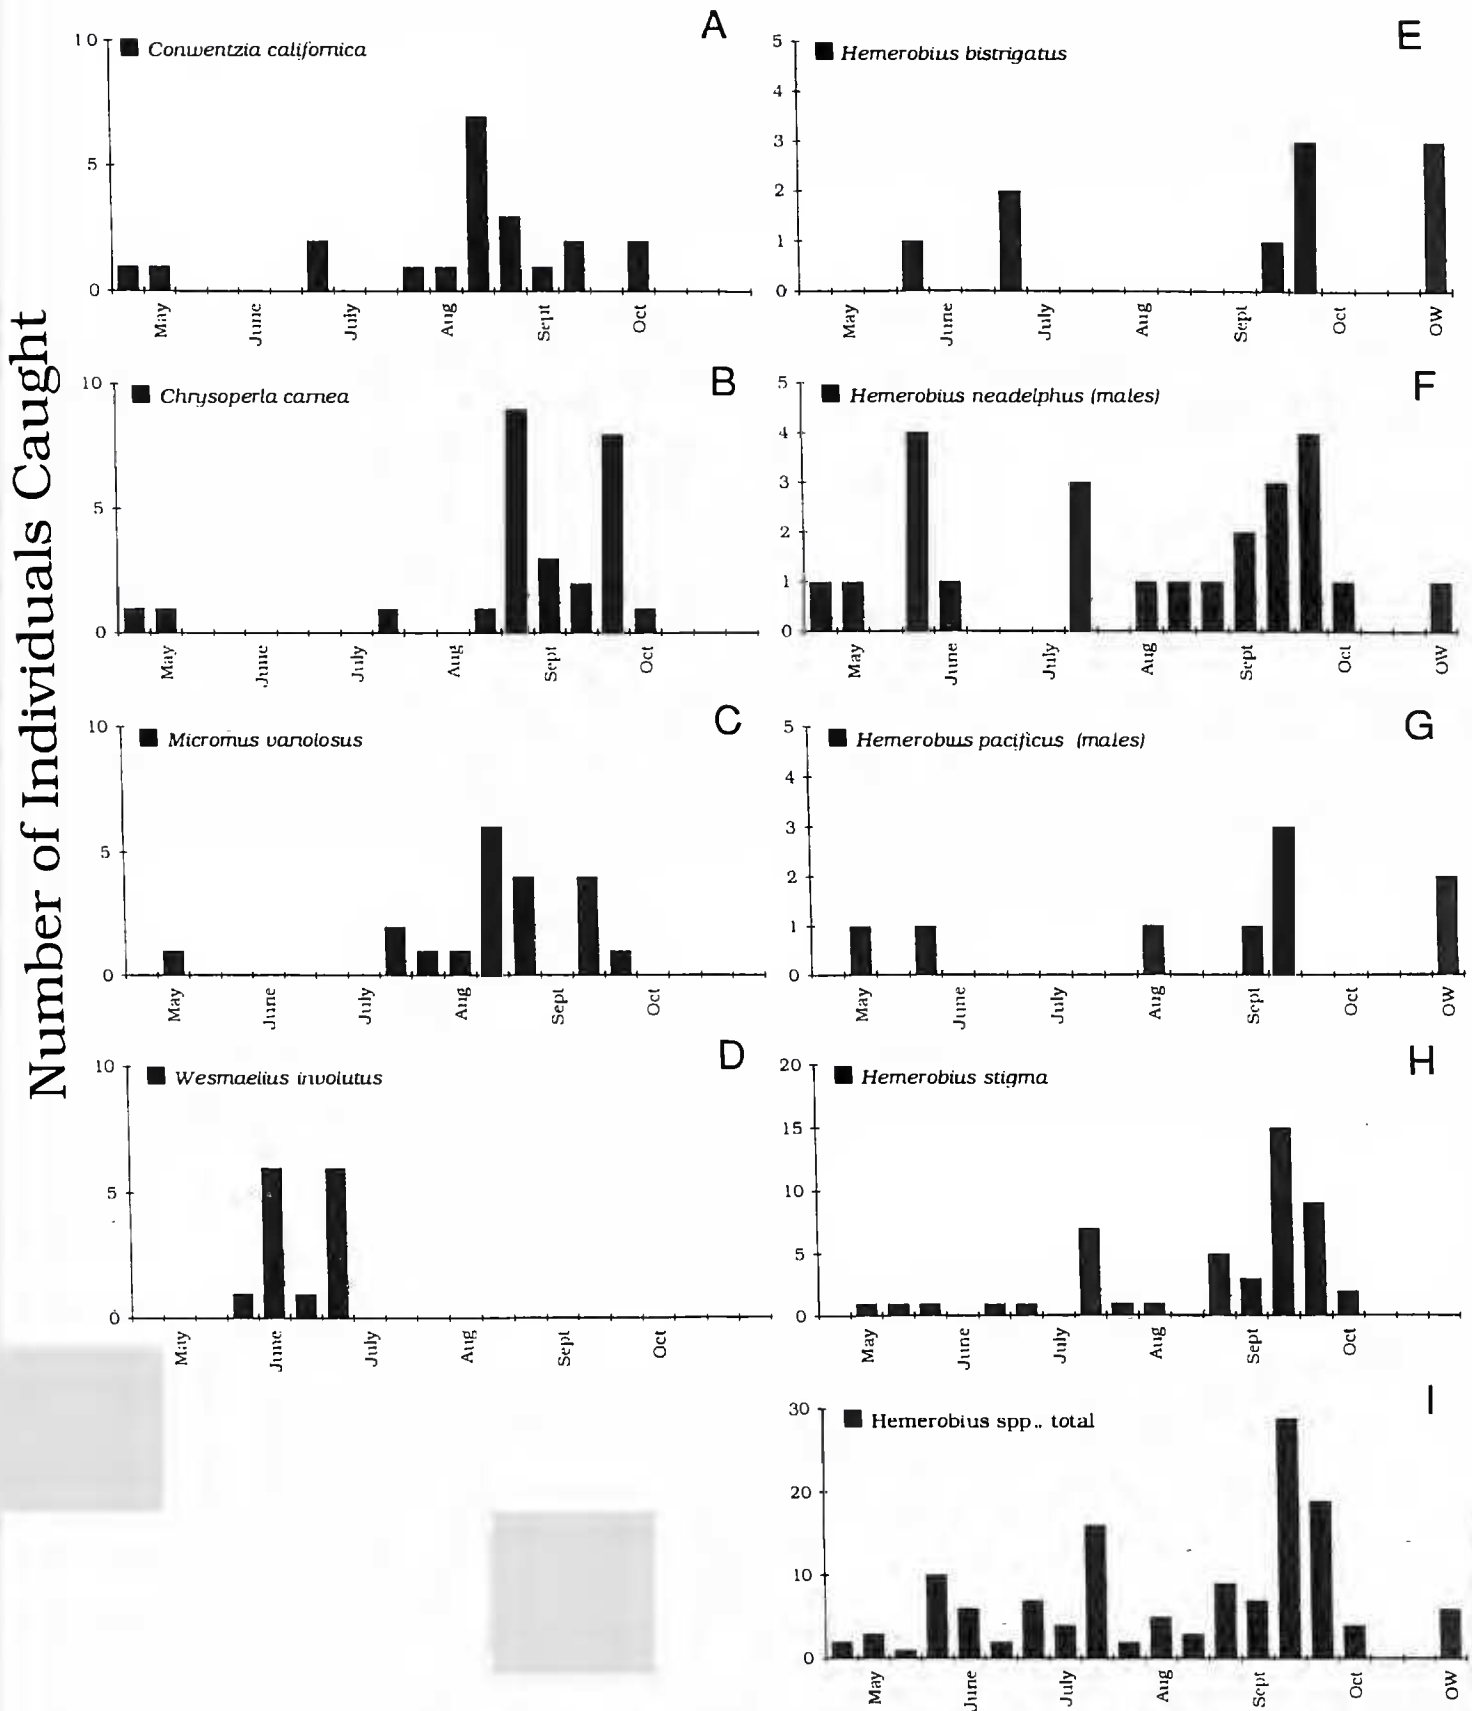 Number of Individuals Caught
A
10
5
0
Conwentzia californica
May June July Aug Sept Oct
B
10
5
0
Chrysoperla carnea
May June July Aug Sept Oct
C
10
5
0
Micromus variolosus
May June July Aug Sept Oct
D
10
5
0
Wesmaelius involutus
May June July Aug Sept Oct
E
5
4
3
2
1
0
Hemerobius bistrigatus
May June July Aug Sept Oct OW
F
5
4
3
2
1
0
Hemerobius neadelphus (males)
May June July Aug Sept Oct OW
G
5
4
3
2
1
0
Hemerobius pacificus (males)
May June July Aug Sept Oct OW
H
20
15
10
5
0
Hemerobius stigma
May June July Aug Sept Oct
I
30
20
10
0
Hemerobius spp.. total
May June July Aug Sept Oct OW